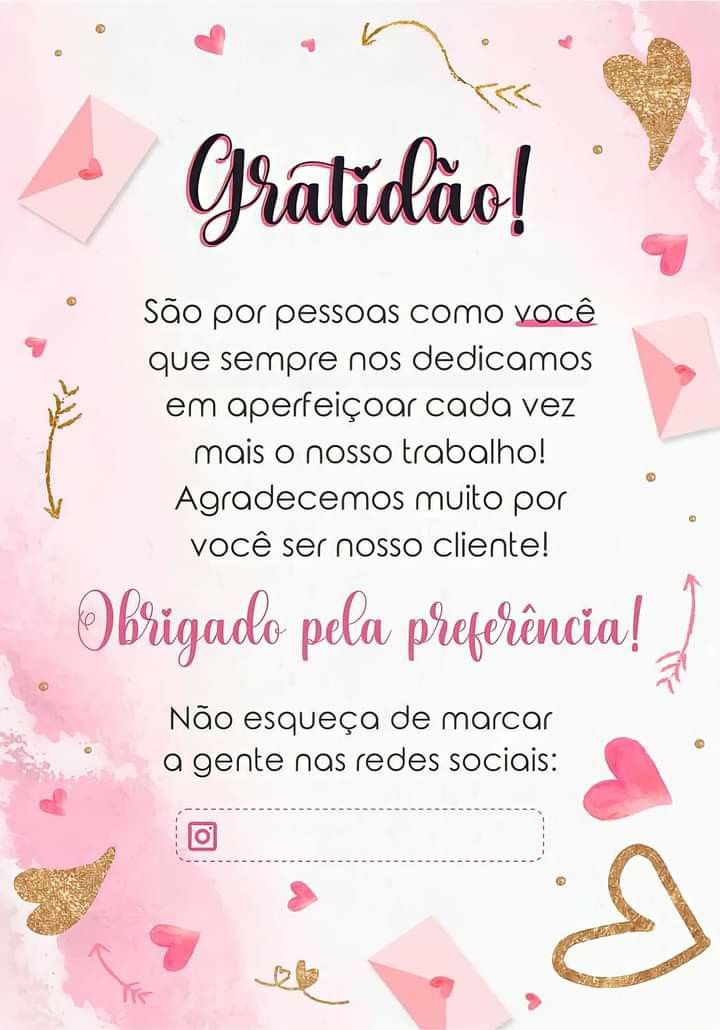 Gratidão!
São por pessoas como você
que sempre nos dedicamos
em aperfeiçoar cada vez
mais o nosso trabalho!
Agradecemos muito por
você ser nosso cliente!
Obrigado pela preferência!
Não esqueça de marcar
a gente nas redes sociais: